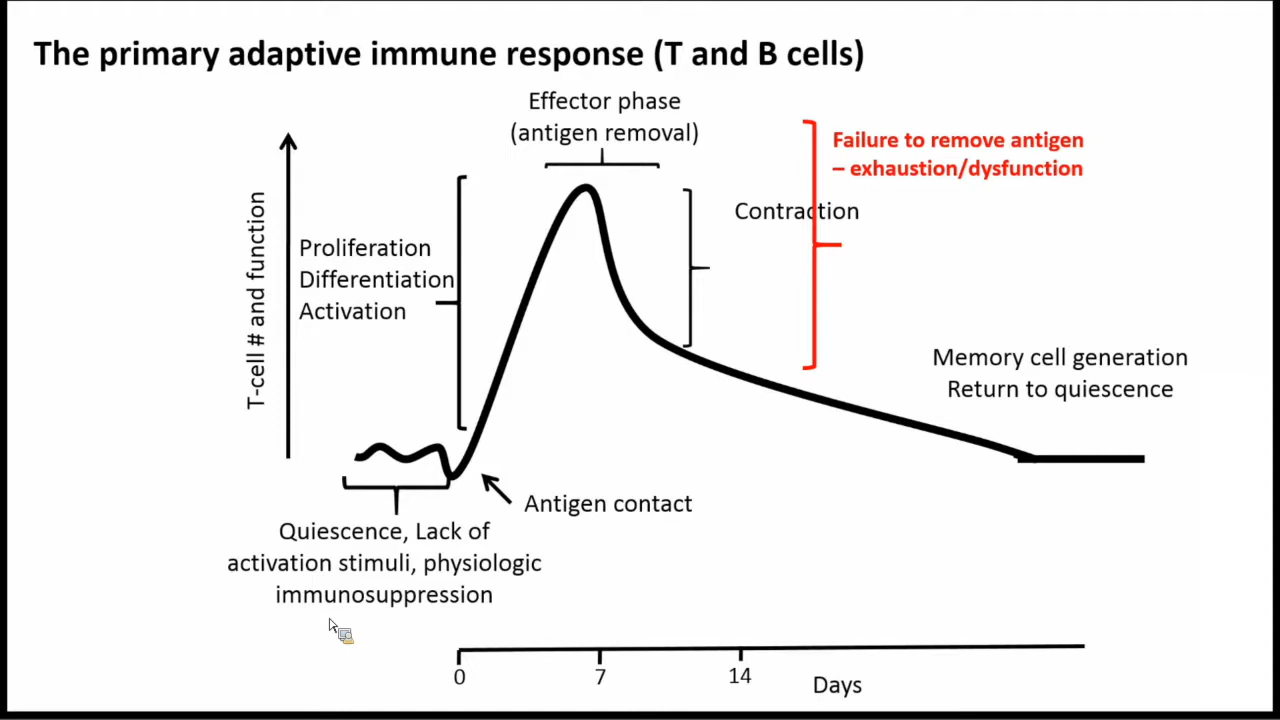 The primary adaptive immune response (T and B cells)
Effector phase
(antigen removal)
Failure to remove antigen
– exhaustion/dysfunction
Contraction
T-cell # and function
Proliferation
Differentiation
Activation
Memory cell generation
Return to quiescence
Antigen contact
Quiescence, Lack of
activation stimuli, physiologic
immunosuppression
0 7 14
Days